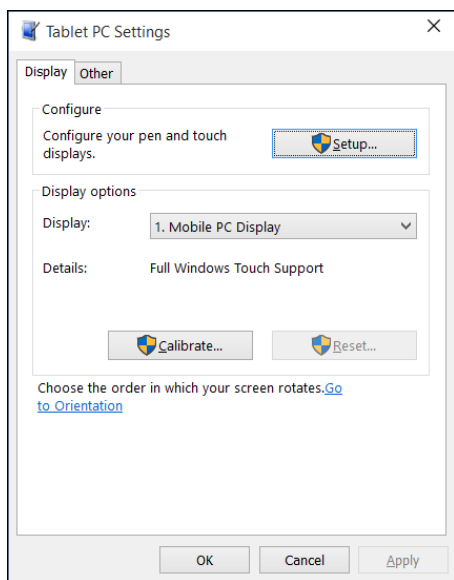 Tablet PC Settings
Display
Other
Configure
Configure your pen and touch
displays.
Setup...
Display options
Display:
1. Mobile PC Display
Details:
Full Windows Touch Support
Calibrate...
Reset...
Choose the order in which your screen rotates.Go
to Orientation
OK
Cancel
Apply